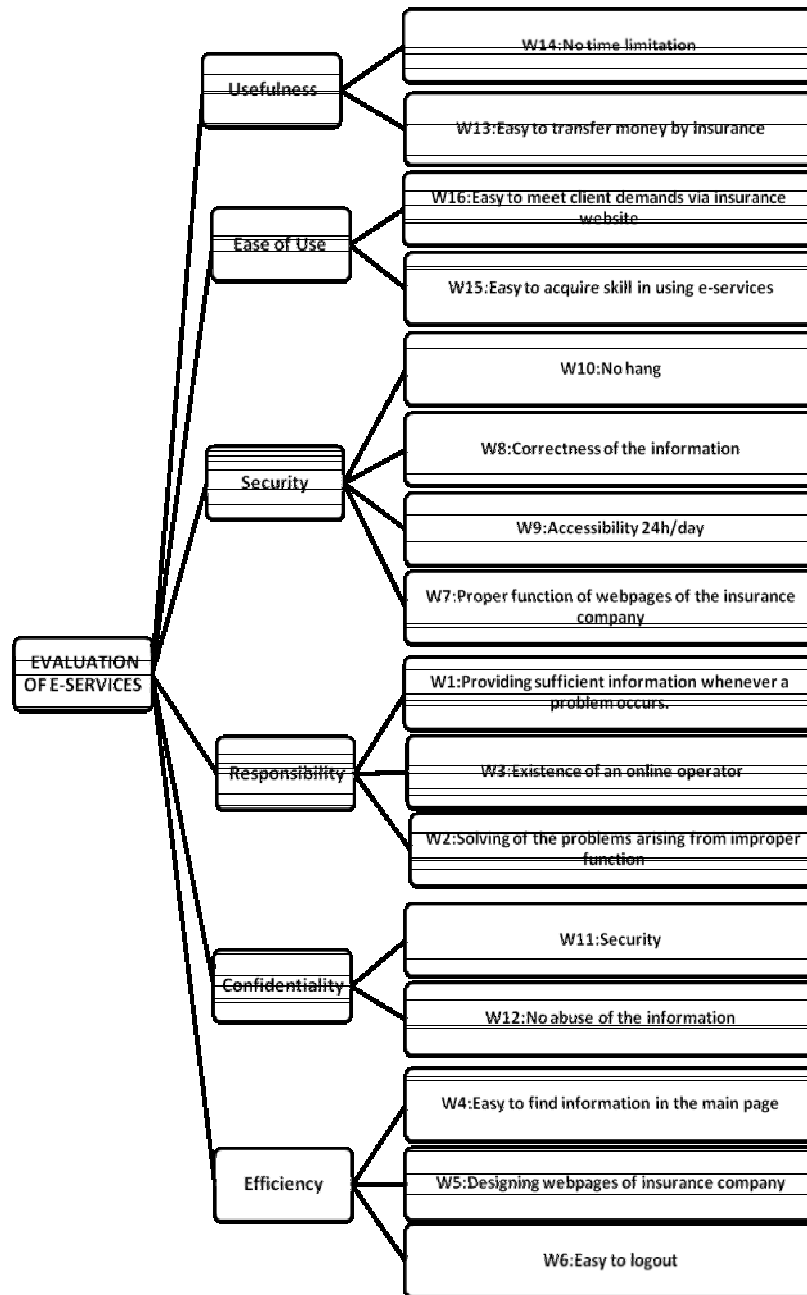 W14:No time limitation
Usefulness
W13:Easy to transfer money by insurance
W16:Easy to meet client demands via insurance
website
Ease of Use
W15:Easy to acquire skill in using e-services
W10:No hang
W8:Correctness of the information
Security
W9:Accessibility 24h/day
W7:Proper function of webpages of the insurance
company
EVALUATION
OF E-SERVICES
W1:Providing sufficient information whenever a
problem occurs.
Responsibility
W3:Existence of an online operator
W2:Solving of the problems arising from improper
function
W11:Security
Confidentiality
W12:No abuse of the information
W4:Easy to find information in the main page
Efficiency
W5:Designing webpages of insurance company
W6:Easy to logout